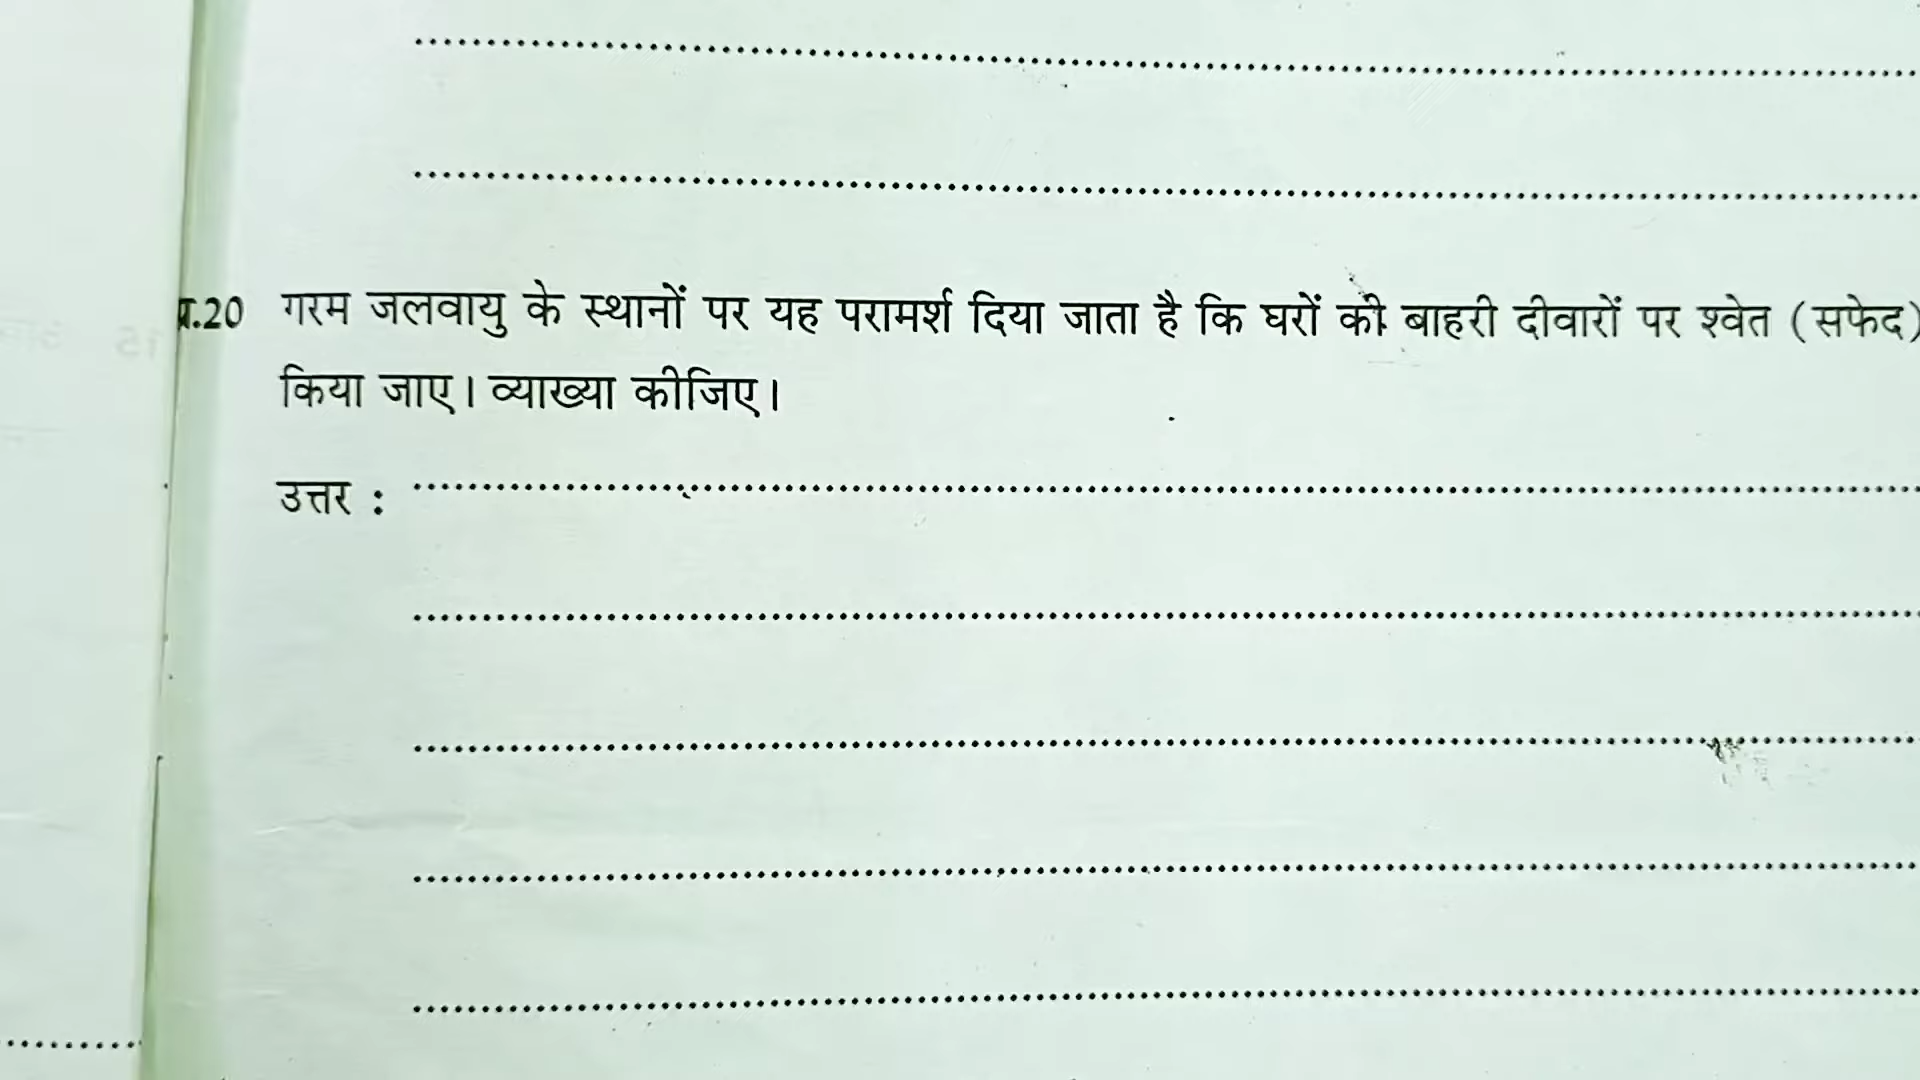 प्र.20 गरम जलवायु के स्थानों पर यह परामर्श दिया जाता है कि घरों की बाहरी दीवारों पर श्वेत (सफेद)
किया जाए। व्याख्या कीजिए।
उत्तर :